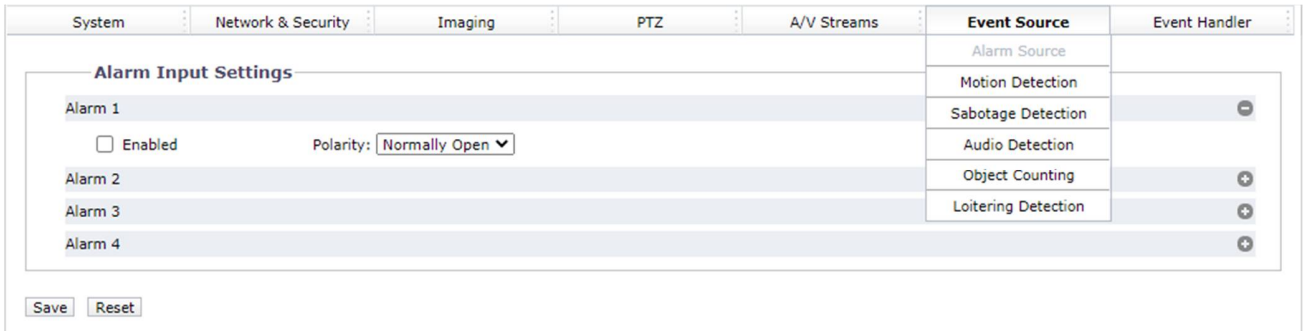 System Network & Security Imaging PTZ A/V Streams Event Source Event Handler
Alarm Source
Motion Detection
Sabotage Detection
Audio Detection
Object Counting
Loitering Detection
Alarm Input Settings
Alarm 1
Enabled Polarity: Normally Open
Alarm 2
Alarm 3
Alarm 4
Save Reset